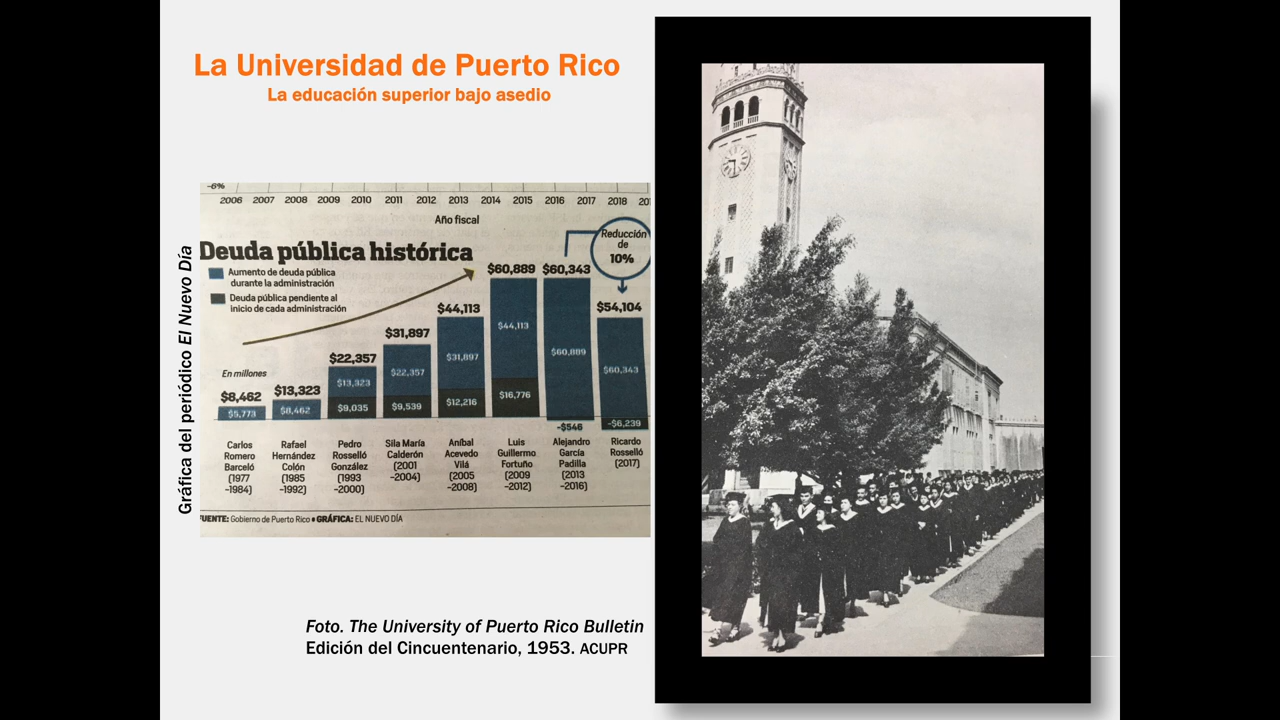 La Universidad de Puerto Rico
La educación superior bajo asedio
Gráfica del periódico El Nuevo Día
-6%
2006 2007 2008 2009 2010 2011 2012 2013 2014 2015 2016 2017 2018 20
Año fiscal
Deuda pública histórica
Aumento de deuda pública
durante la administración
Deuda pública pendiente al
inicio de cada administración
Reducción
de
10%
En millones
$8,462
$5,773
$13,323
$8,462
$22,357
$13,323
$9,035
$31,897
$22,357
$9,539
$44,113
$31,897
$12,216
$60,889
$44,113
$16,776
$60,343
$60,889
-$546
$54,104
$60,343
-$6,239
Carlos
Romero
Barceló
(1977
-1984)
Rafael
Hernández
Colón
(1985
-1992)
Pedro
Rosselló
González
(1993
-2000)
Sila María
Calderón
(2001
-2004)
Aníbal
Acevedo
Vilá
(2005
-2008)
Luis
Guillermo
Fortuño
(2009
-2012)
Alejandro
García
Padilla
(2013
-2016)
Ricardo
Rosselló
(2017)
FUENTE: Gobierno de Puerto Rico • GRÁFICA: EL NUEVO DÍA
Foto. The University of Puerto Rico Bulletin
Edición del Cincuentenario, 1953. ACUPR